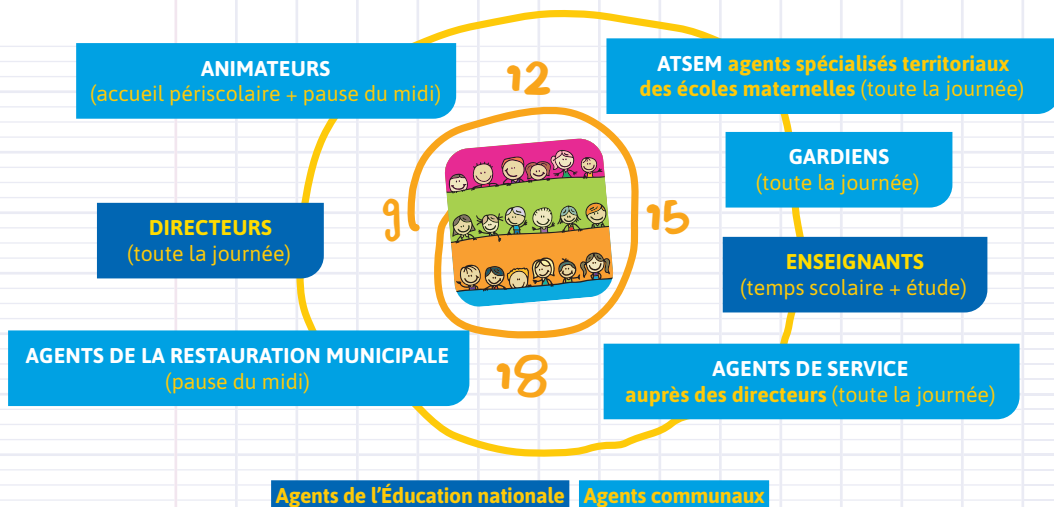 ANIMATEURS
(accueil périscolaire + pause du midi)
12
ATSEM agents spécialisés territoriaux
des écoles maternelles (toute la journée)
GARDIENS
(toute la journée)
9
15
DIRECTEURS
(toute la journée)
ENSEIGNANTS
(temps scolaire + étude)
AGENTS DE LA RESTAURATION MUNICIPALE
(pause du midi)
18
AGENTS DE SERVICE
auprès des directeurs (toute la journée)
Agents de l'Éducation nationale
Agents communaux